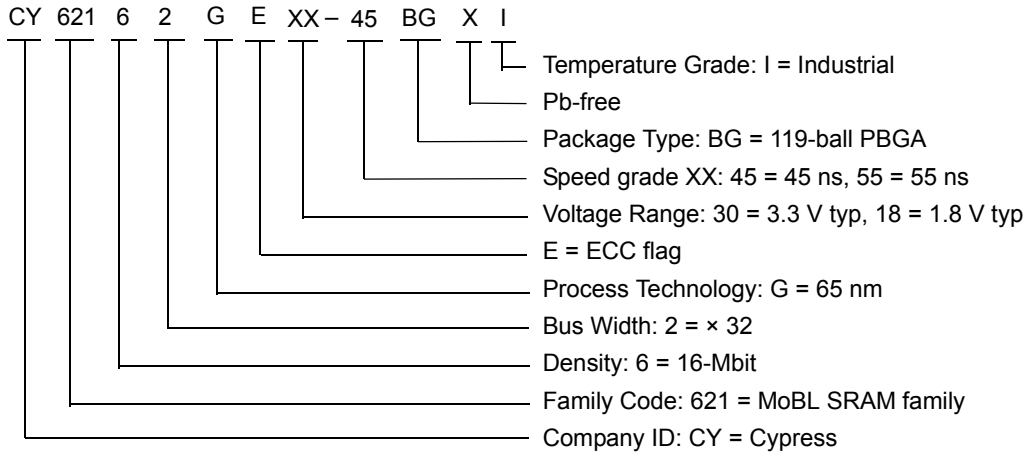 CY 621 6 2 G E XX – 45 BG X I
Temperature Grade: I = Industrial
Pb-free
Package Type: BG = 119-ball PBGA
Speed grade XX: 45 = 45 ns, 55 = 55 ns
Voltage Range: 30 = 3.3 V typ, 18 = 1.8 V typ
E = ECC flag
Process Technology: G = 65 nm
Bus Width: 2 = × 32
Density: 6 = 16-Mbit
Family Code: 621 = MoBL SRAM family
Company ID: CY = Cypress